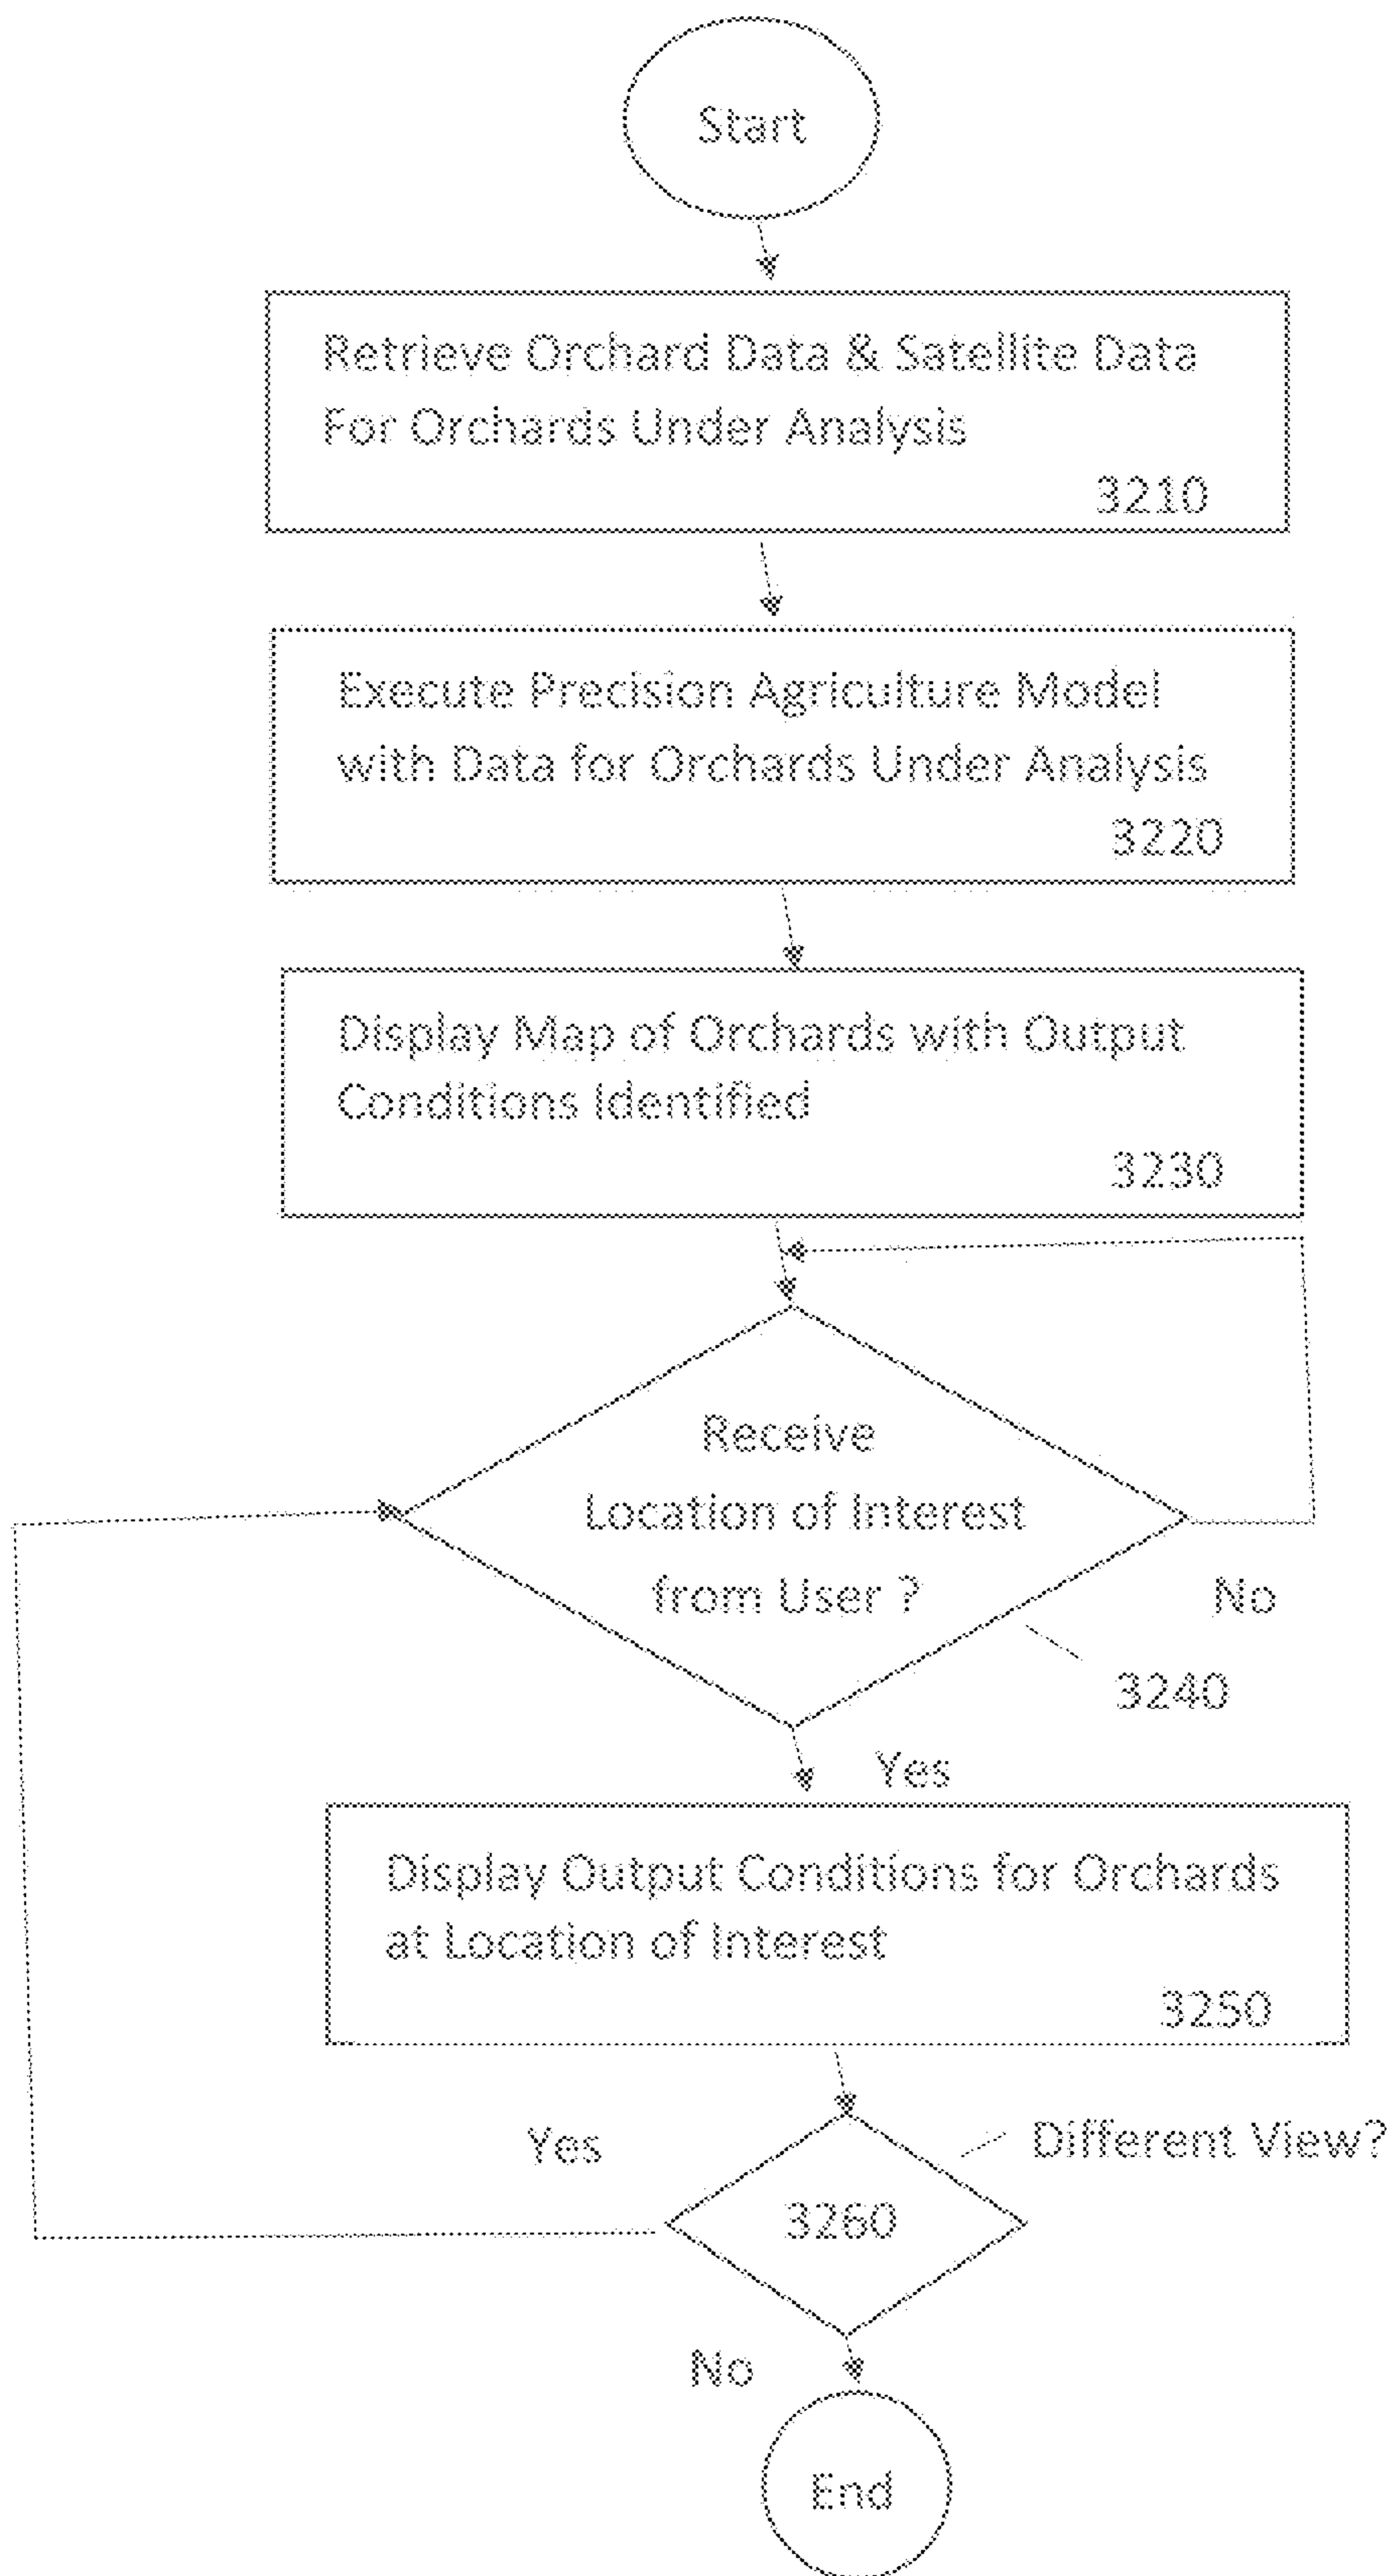 Start
Retrieve Orchard Data & Satellite Data
For Orchards Under Analysis
3210
Execute Precision Agriculture Model
with Data for Orchards Under Analysis
3220
Display Map of Orchards with Output
Conditions Identified
3230
Receive
Location of Interest
from User ?
No
3240
Yes
Display Output Conditions for Orchards
at Location of Interest
3250
Yes
Different View?
3260
No
End